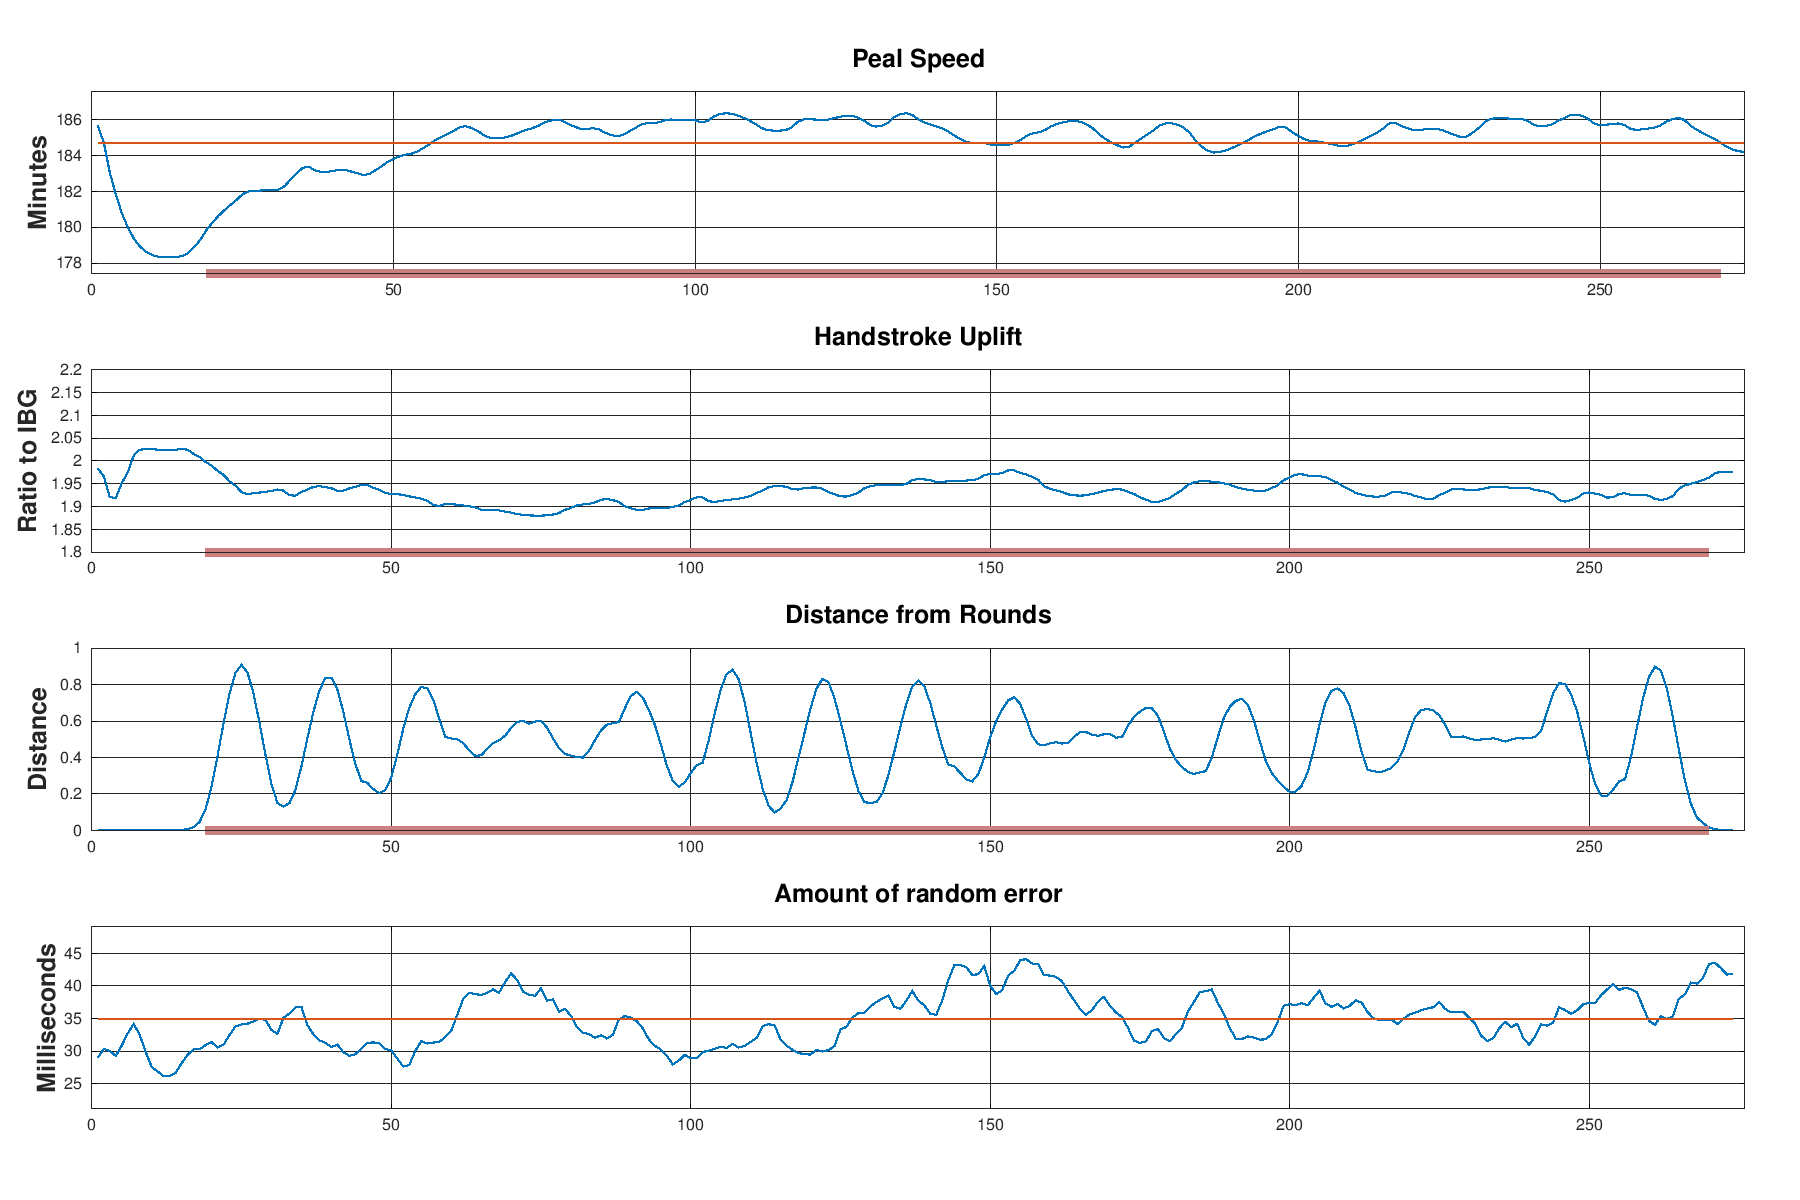 Peal Speed
Minutes
186
184
182
180
178
0 50 100 150 200 250
Handstroke Uplift
Ratio to IBG
2.2
2.15
2.1
2.05
2
1.95
1.9
1.85
1.8
0 50 100 150 200 250
Distance from Rounds
Distance
1
0.8
0.6
0.4
0.2
0
0 50 100 150 200 250
Amount of random error
Milliseconds
45
40
35
30
25
0 50 100 150 200 250